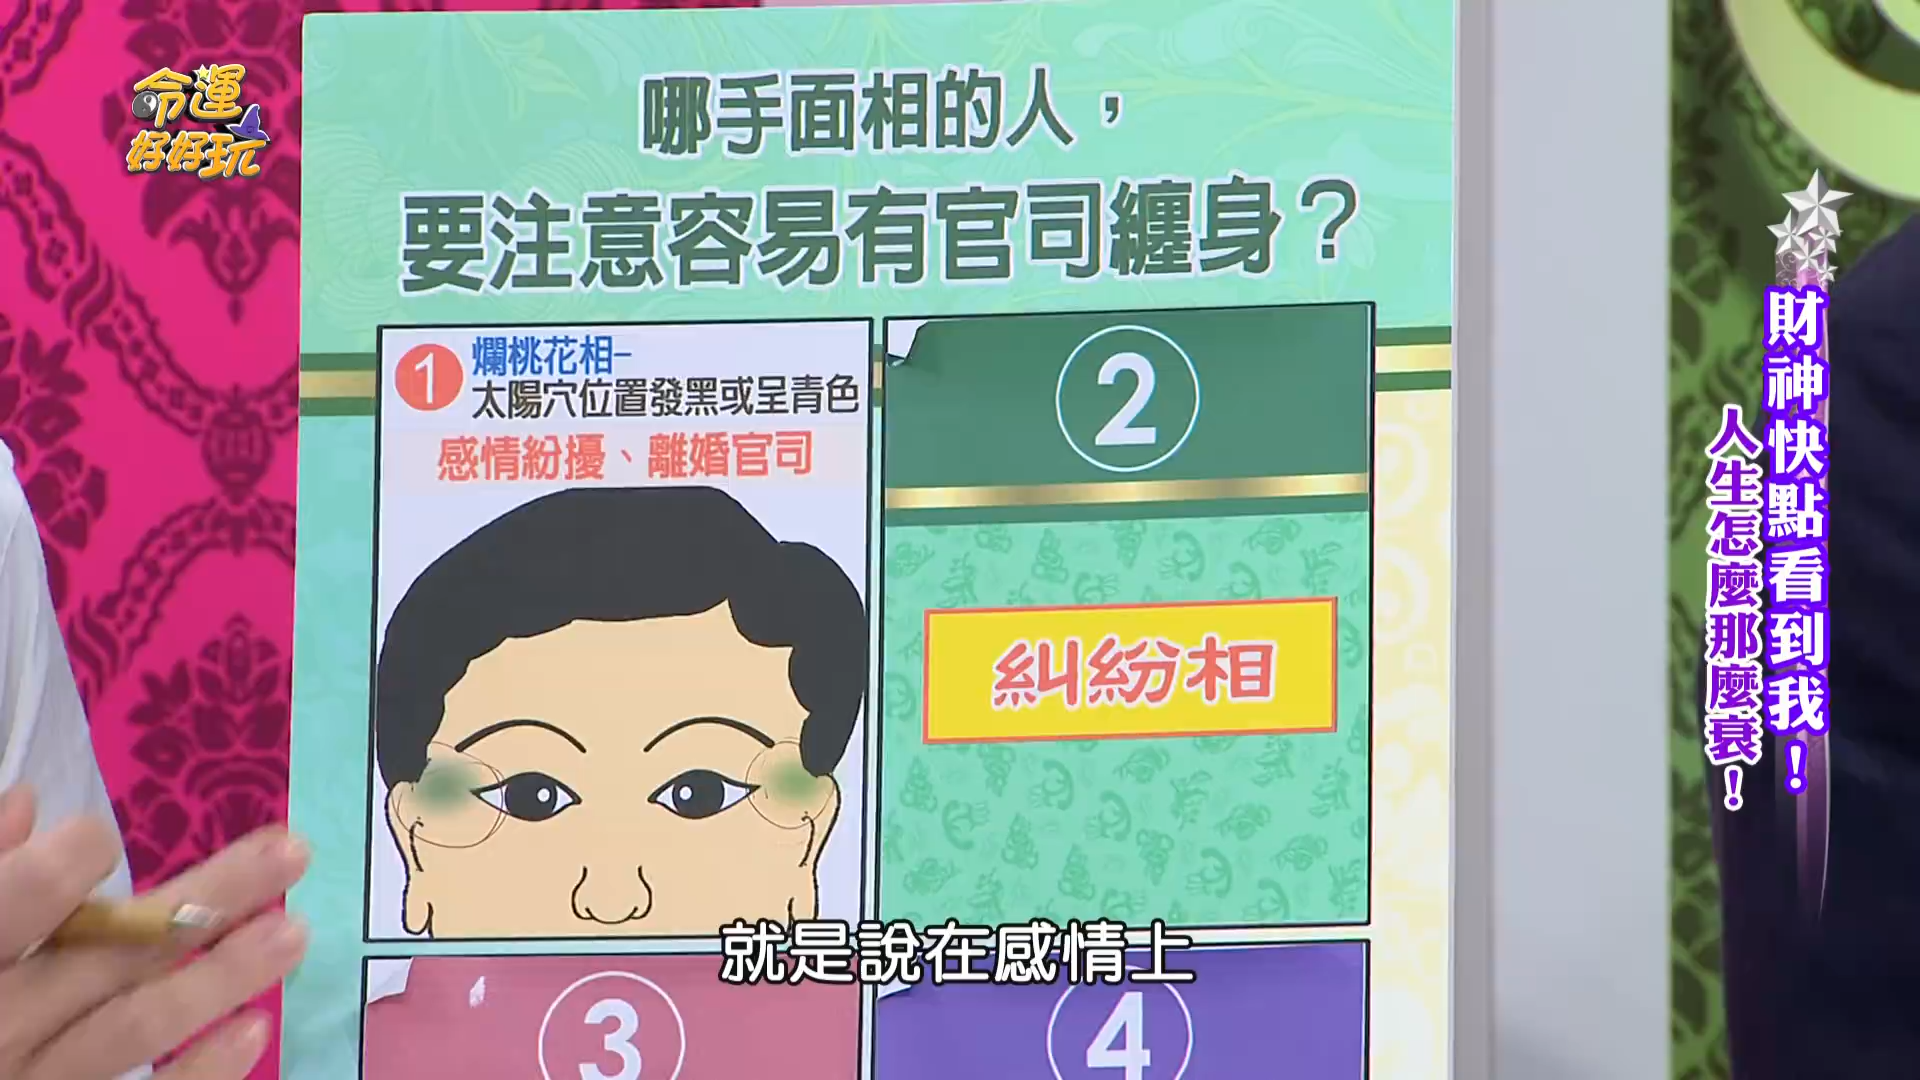 命運
好好玩
哪手面相的人，
要注意容易有官司纏身？
1 爛桃花相–
太陽穴位置發黑或呈青色
感情紛擾、離婚官司
2
糾紛相
3
4
財神快點看到我！
人生怎麼那麼衰！
就是說在感情上